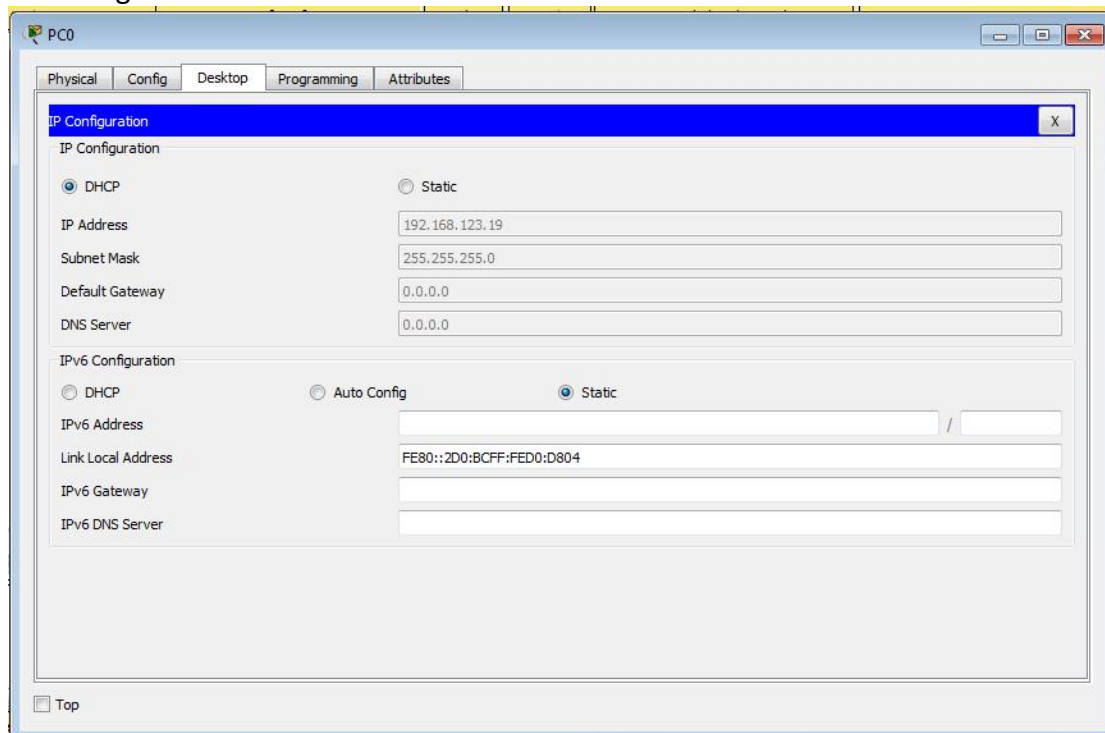 PC0
Physical Config Desktop Programming Attributes
IP Configuration X
IP Configuration
DHCP Static
IP Address 192.168.123.19
Subnet Mask 255.255.255.0
Default Gateway 0.0.0.0
DNS Server 0.0.0.0
IPv6 Configuration
DHCP Auto Config Static
IPv6 Address /
Link Local Address FE80::2D0:BCFF:FED0:D804
IPv6 Gateway
IPv6 DNS Server
Top